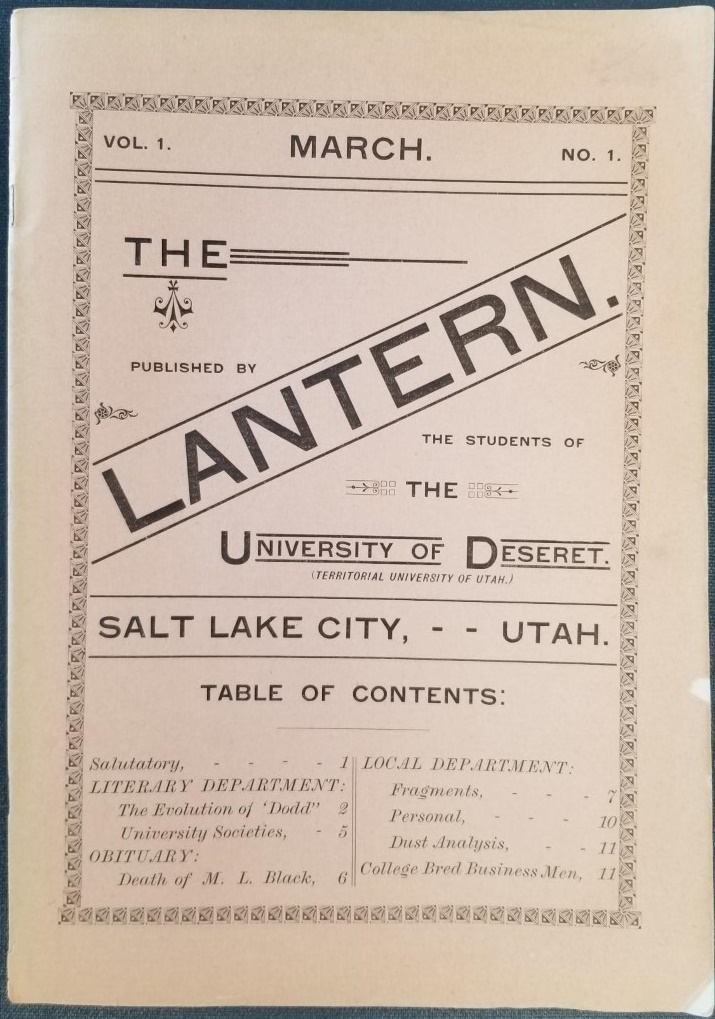 VOL. 1. MARCH. NO. 1.
THE
LANTERN.
PUBLISHED BY
THE STUDENTS OF
THE
UNIVERSITY OF DESERET.
(TERRITORIAL UNIVERSITY OF UTAH.)
SALT LAKE CITY, - - UTAH.
TABLE OF CONTENTS:
Salutatory, - - - - 1
LITERARY DEPARTMENT:
The Evolution of 'Dodd" 2
University Societies, - 5
OBITUARY:
Death of M. L. Black, 6
LOCAL DEPARTMENT:
Fragments, - - - 7
Personal, - - - 10
Dust Analysis, - - 11
College Bred Business Men, 11